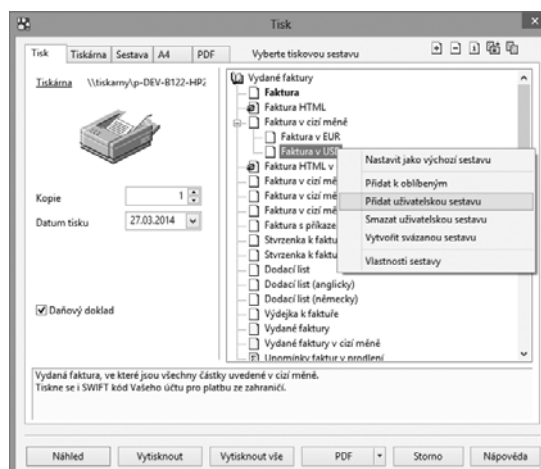 Tisk
Tisk Tiskárna Sestava A4 PDF Vyberte tiskovou sestavu
Tiskárna \\tiskarny\p-DEV-B122-HP2
Vydané faktury
Faktura
Faktura HTML
Faktura v cizí měně
Faktura v EUR
Faktura v USD
Faktura HTML v
Faktura v cizí mě
Faktura v cizí mě
Faktura v cizí mě
Faktura s příkaze
Stvrzenka k faktu
Stvrzenka k faktu
Dodací list
Dodací list (anglicky)
Dodací list (německy)
Výdejka k faktuře
Vydané faktury
Vydané faktury v cizí měně
Upomínky faktur v prodlení
Nastavit jako výchozí sestavu
Přidat k oblíbeným
Přidat uživatelskou sestavu
Smazat uživatelskou sestavu
Vytvořit svázanou sestavu
Vlastnosti sestavy
Kopie 1
Datum tisku 27.03.2014
Daňový doklad
Vydaná faktura, ve které jsou všechny částky uvedené v cizí měně.
Tiskne se i SWIFT kód Vašeho účtu pro platbu ze zahraničí.
Náhled Vytisknout Vytisknout vše PDF Storno Nápověda